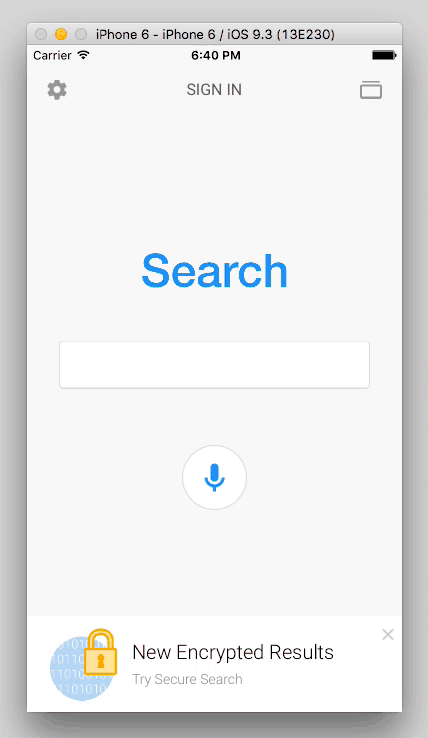 iPhone 6 - iPhone 6 / iOS 9.3 (13E230)
Carrier 6:40 PM
SIGN IN
Search
New Encrypted Results
Try Secure Search